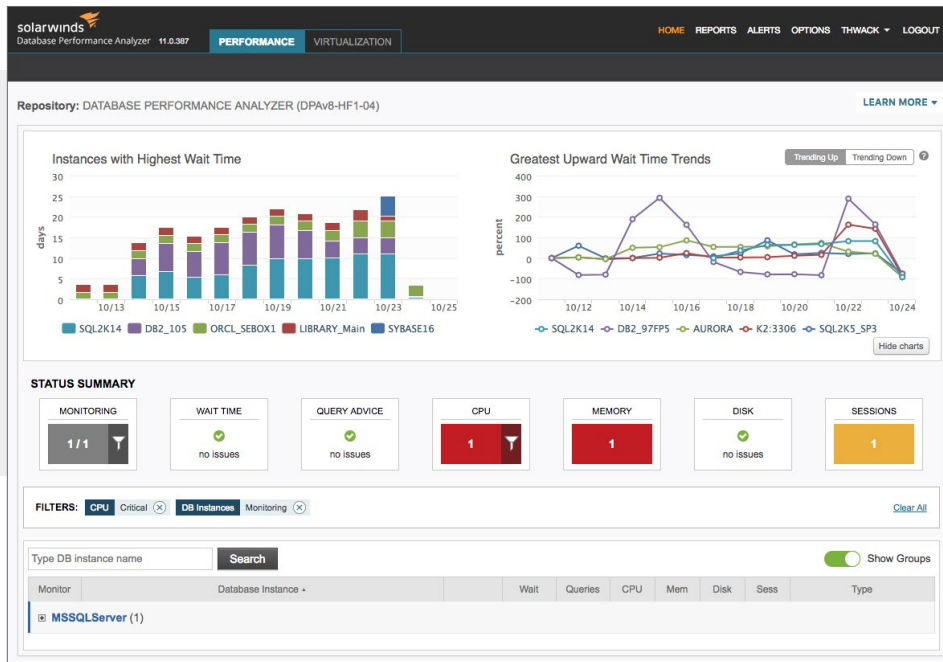 solarwinds
Database Performance Analyzer 11.0.387
PERFORMANCE VIRTUALIZATION
HOME REPORTS ALERTS OPTIONS THWACK LOGOUT
Repository: DATABASE PERFORMANCE ANALYZER (DPAv8-HF1-04)
LEARN MORE
Instances with Highest Wait Time
30
25
20
15
10
5
0
days
10/13 10/15 10/17 10/19 10/21 10/23 10/25
SQL2K14 DB2_105 ORCL_SEBOX1 LIBRARY_Main SYBASE16
Greatest Upward Wait Time Trends
Trending Up Trending Down ?
400
300
200
100
0
-100
-200
percent
10/12 10/14 10/16 10/18 10/20 10/22 10/24
SQL2K14 DB2_97FP5 AURORA K2:3306 SQL2K5_SP3
Hide charts
STATUS SUMMARY
MONITORING
1 / 1
WAIT TIME
no issues
QUERY ADVICE
no issues
CPU
1
MEMORY
1
DISK
no issues
SESSIONS
1
FILTERS: CPU Critical DB Instances Monitoring Clear All
Type DB instance name Search Show Groups
Monitor Database Instance Wait Queries CPU Mem Disk Sess Type
MSSQLServer (1)